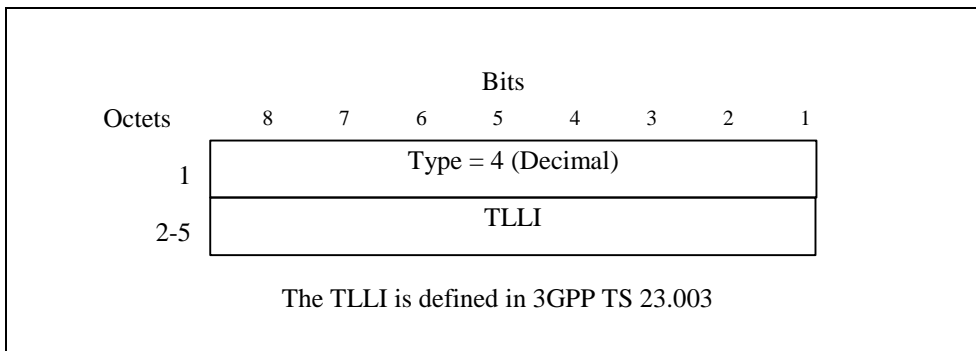 Bits
Octets 8 7 6 5 4 3 2 1
1 Type = 4 (Decimal)
2-5 TLLI
The TLLI is defined in 3GPP TS 23.003